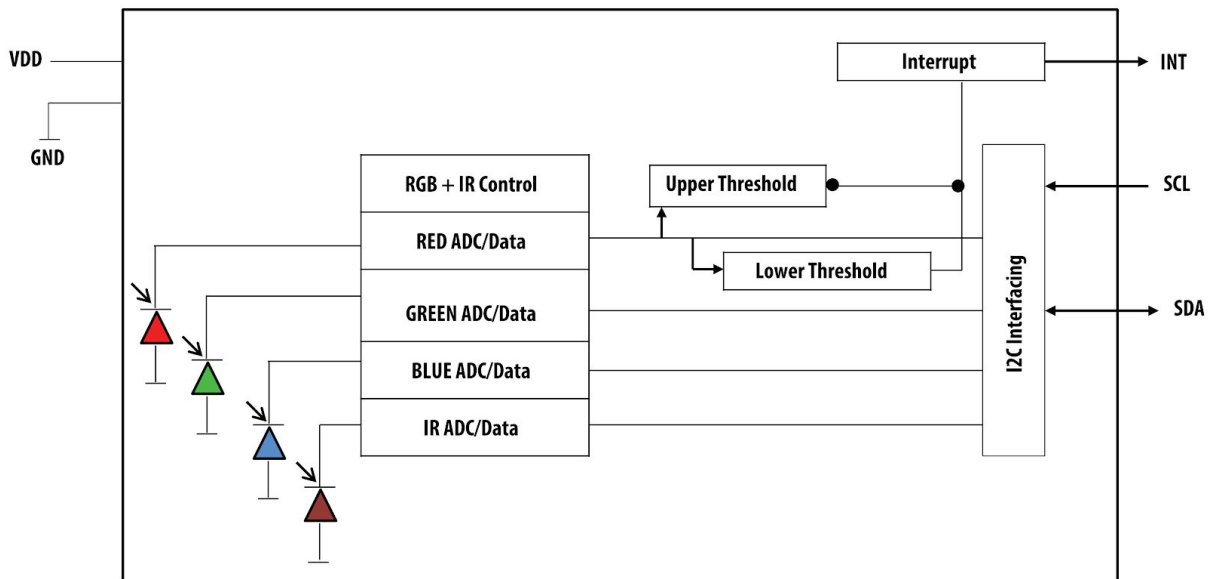 VDD
GND
Interrupt
INT
RGB + IR Control
Upper Threshold
SCL
RED ADC/Data
Lower Threshold
GREEN ADC/Data
SDA
BLUE ADC/Data
IR ADC/Data
I2C Interfacing